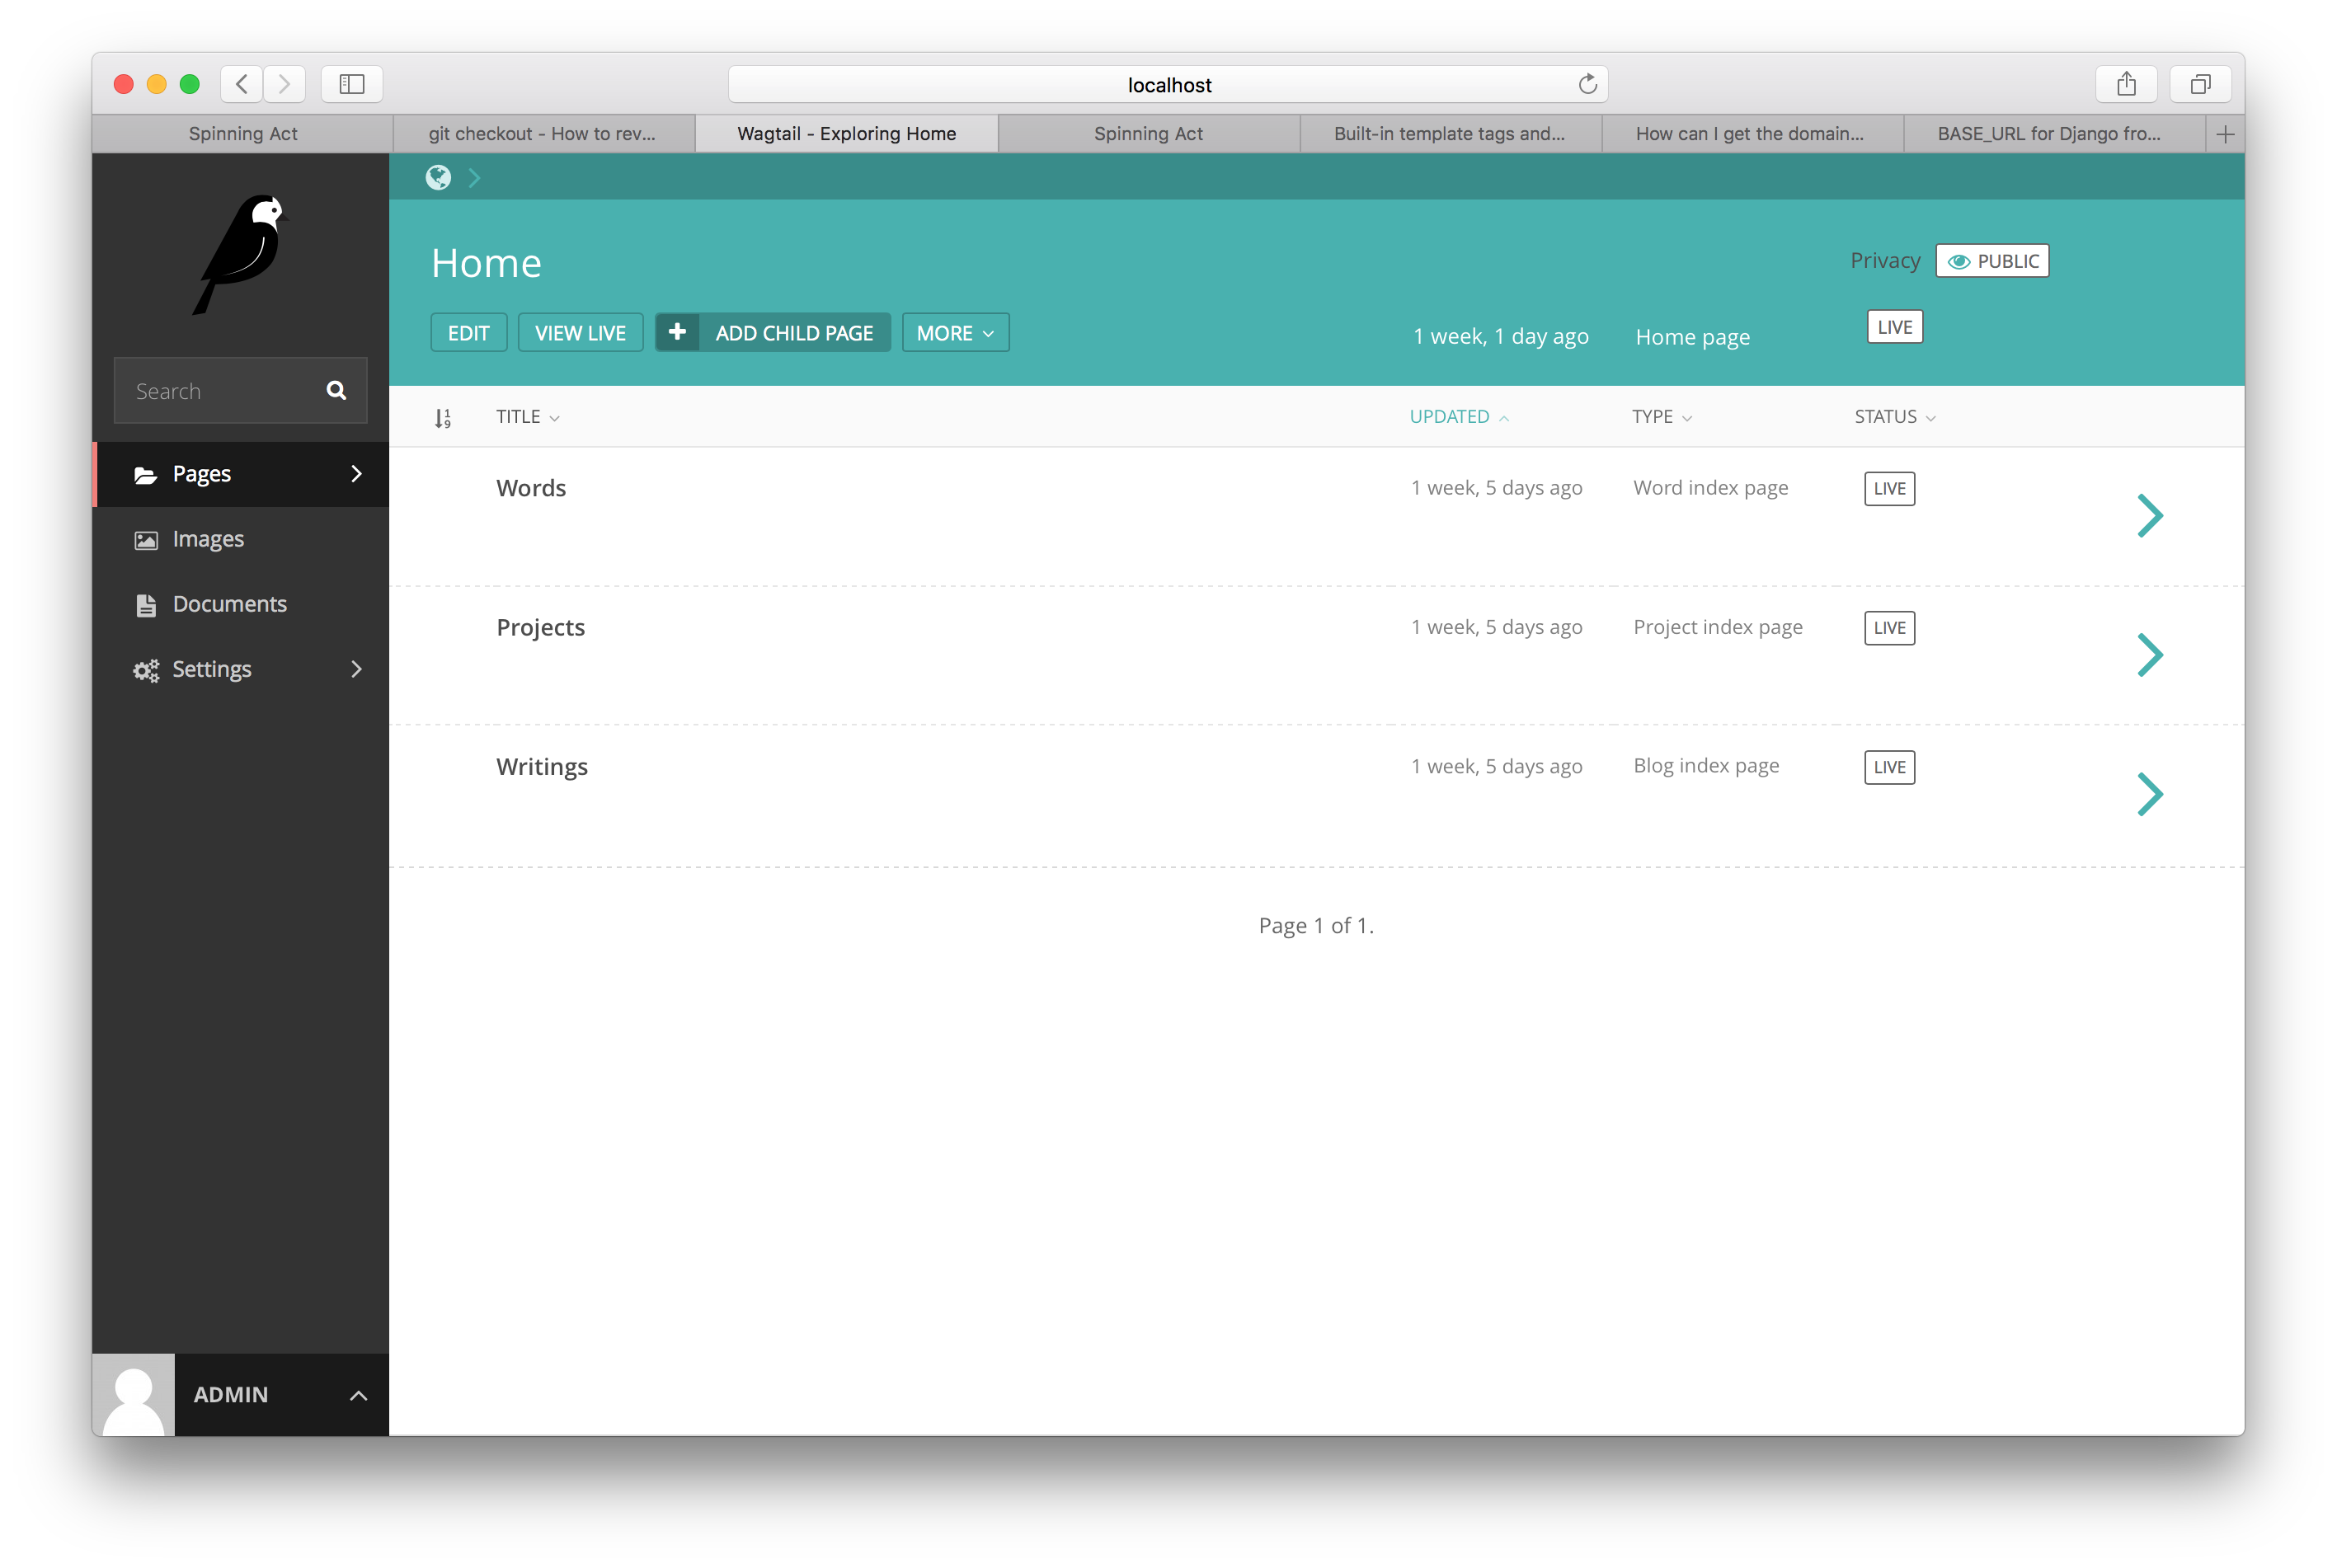 localhost
Spinning Act
git checkout - How to rev...
Wagtail - Exploring Home
Spinning Act
Built-in template tags and...
How can I get the domain...
BASE_URL for Django fro...
Search
Pages
Images
Documents
Settings
ADMIN
Home
Privacy PUBLIC
EDIT VIEW LIVE ADD CHILD PAGE MORE 1 week, 1 day ago Home page LIVE
TITLE UPDATED TYPE STATUS
Words 1 week, 5 days ago Word index page LIVE
Projects 1 week, 5 days ago Project index page LIVE
Writings 1 week, 5 days ago Blog index page LIVE
Page 1 of 1.